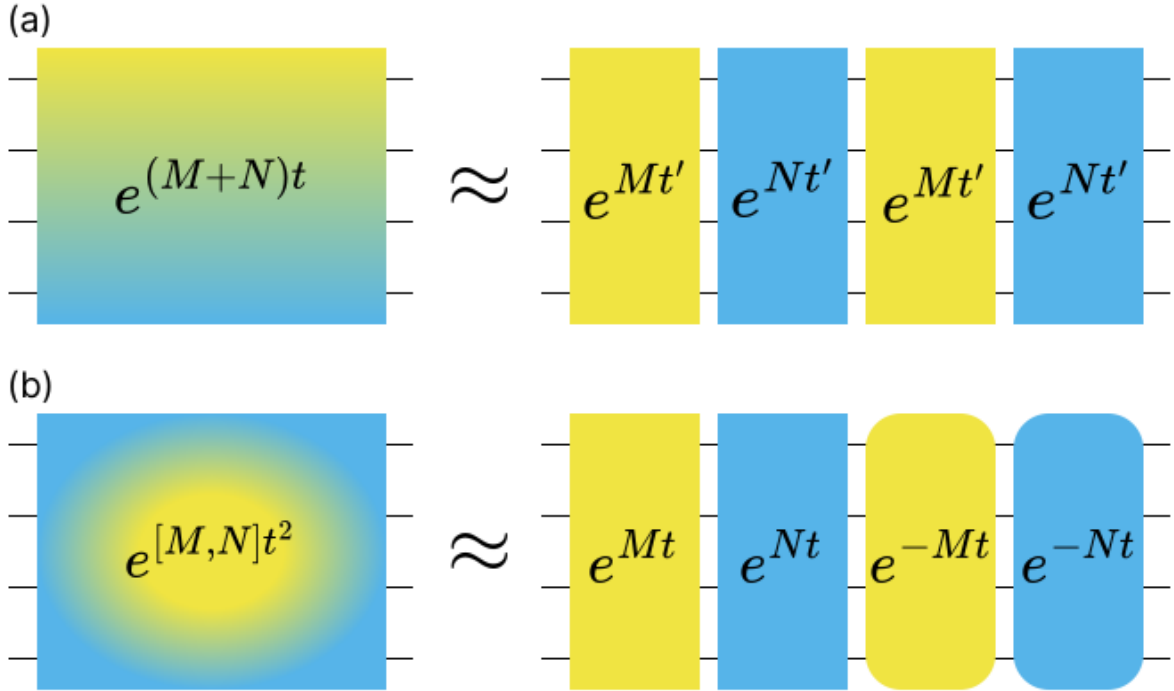 (a)
e^{(M+N)t} ≈ e^{Mt′} e^{Nt′} e^{Mt′} e^{Nt′}
(b)
e^{[M,N]t^2} ≈ e^{Mt} e^{Nt} e^{−Mt} e^{−Nt}